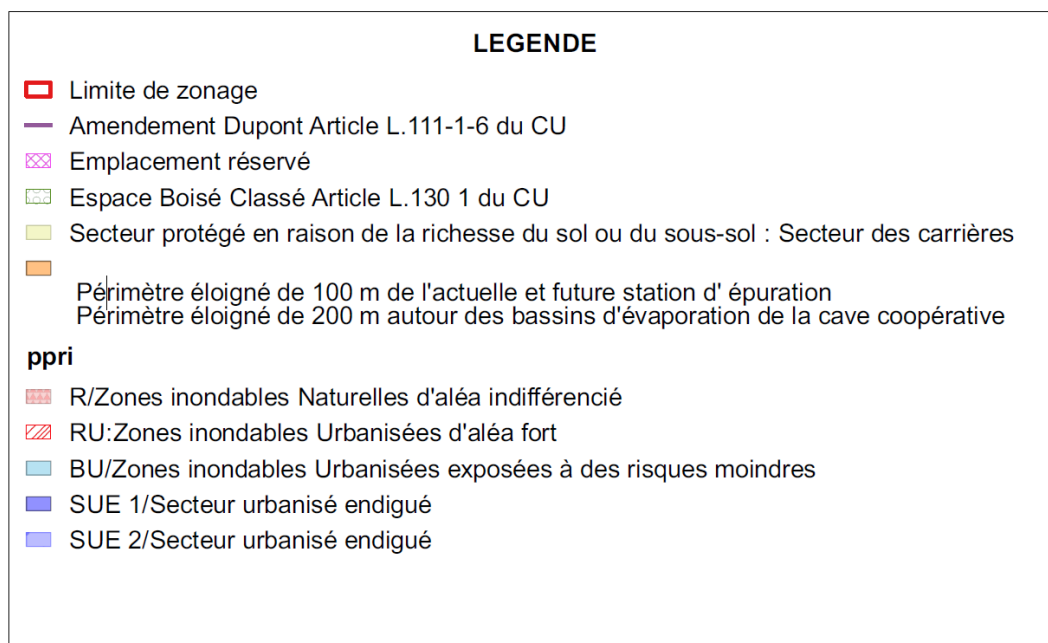 LEGENDE
Limite de zonage
Amendement Dupont Article L.111-1-6 du CU
Emplacement réservé
Espace Boisé Classé Article L.130 1 du CU
Secteur protégé en raison de la richesse du sol ou du sous-sol : Secteur des carrières
Périmètre éloigné de 100 m de l'actuelle et future station d' épuration
Périmètre éloigné de 200 m autour des bassins d'évaporation de la cave coopérative
ppri
R/Zones inondables Naturelles d'aléa indifférencié
RU:Zones inondables Urbanisées d'aléa fort
BU/Zones inondables Urbanisées exposées à des risques moindres
SUE 1/Secteur urbanisé endigué
SUE 2/Secteur urbanisé endigué